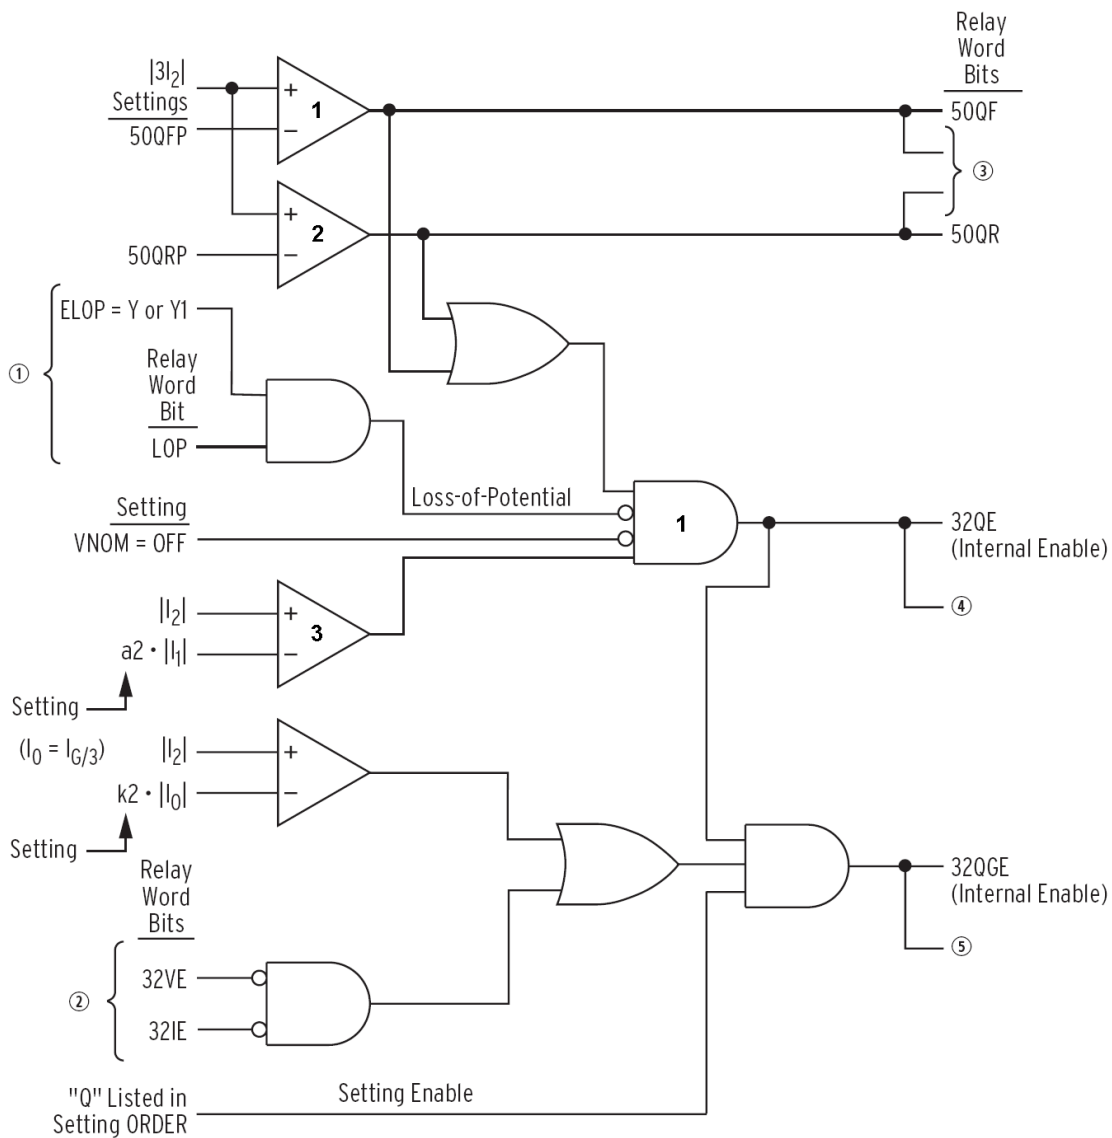 Relay
Word
Bits
|3I2|
Settings
50QFP
+
−
1
50QF
③
+
−
2
50QRP
50QR
①
ELOP = Y or Y1
Relay
Word
Bit
LOP
Loss-of-Potential
Setting
VNOM = OFF
1
32QE
(Internal Enable)
④
|I2|
a2 • |I1|
+
−
3
Setting
(I0 = IG/3)
|I2|
k2 • |I0|
+
−
Setting
Relay
Word
Bits
32QGE
(Internal Enable)
⑤
②
32VE
32IE
"Q" Listed in
Setting ORDER
Setting Enable